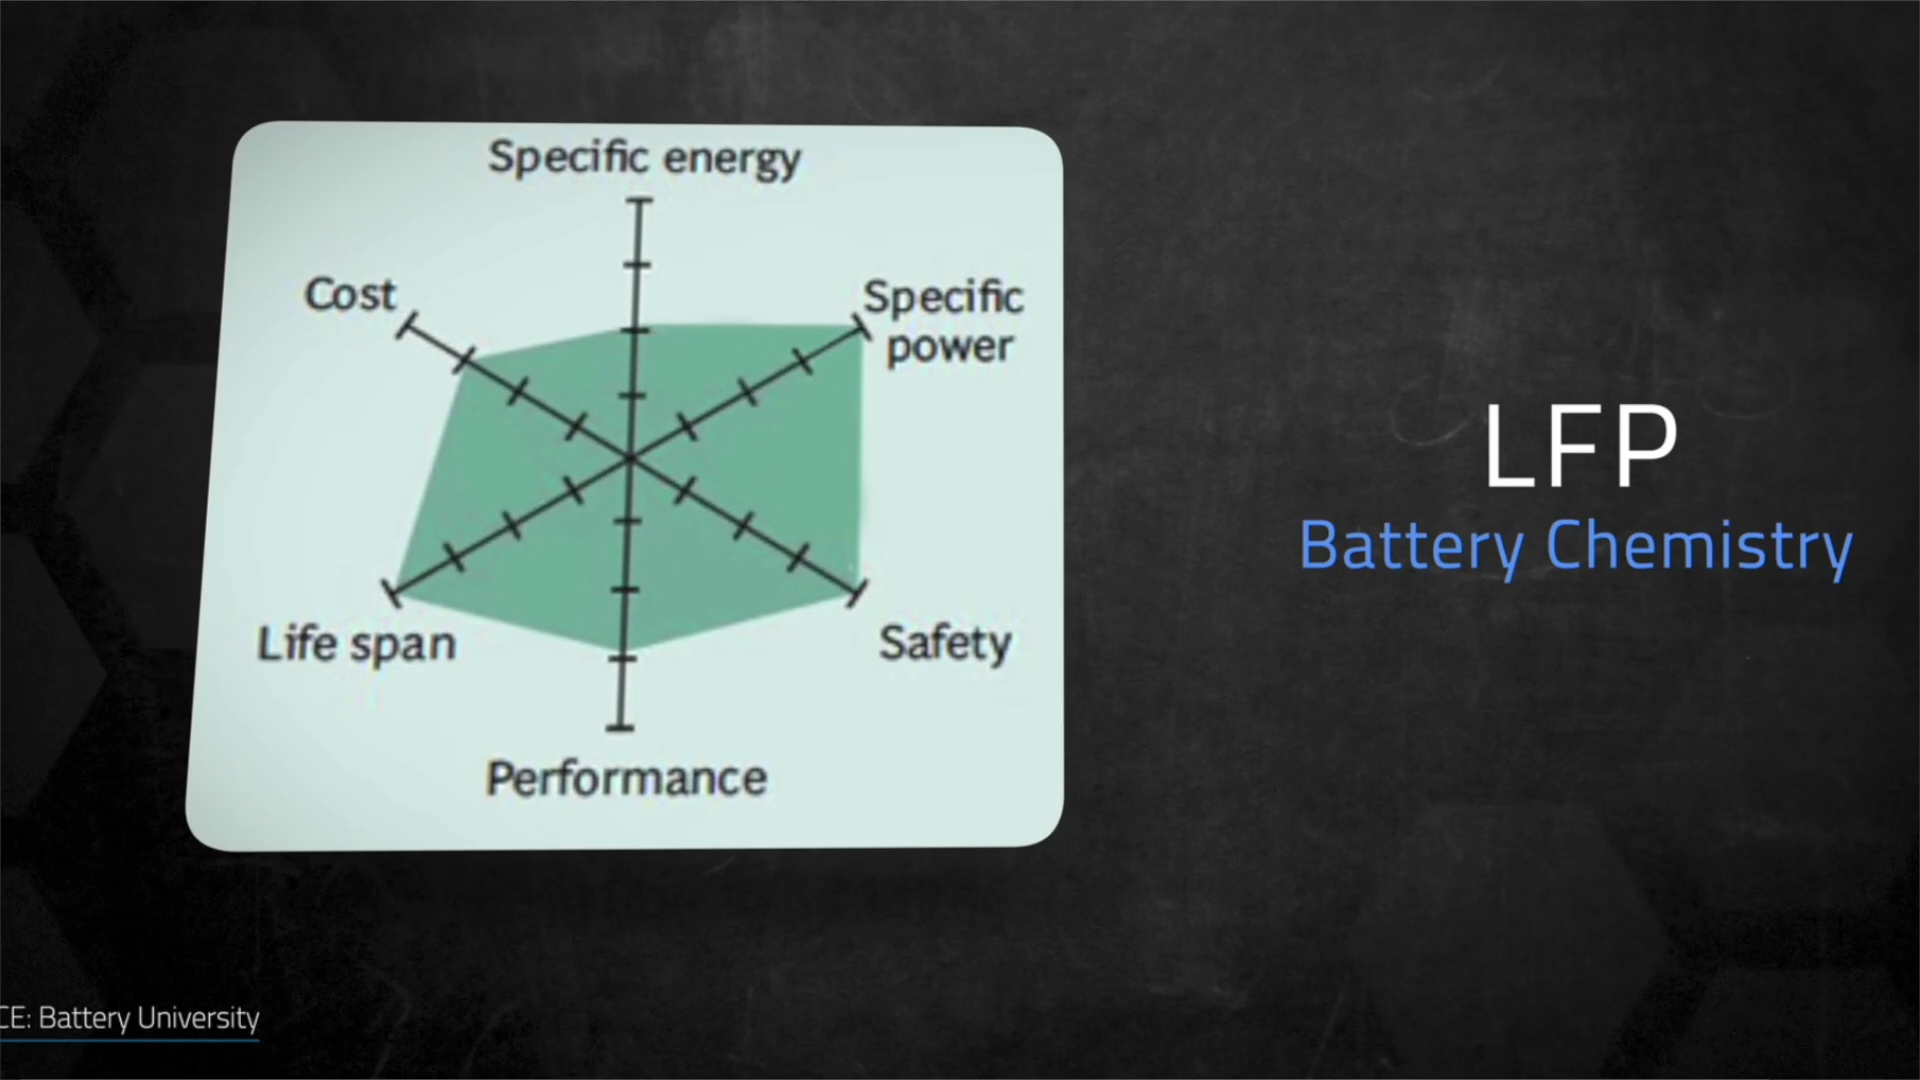 Specific energy
Cost
Specific
power
Life span
Safety
Performance
LFP
Battery Chemistry
CE: Battery University